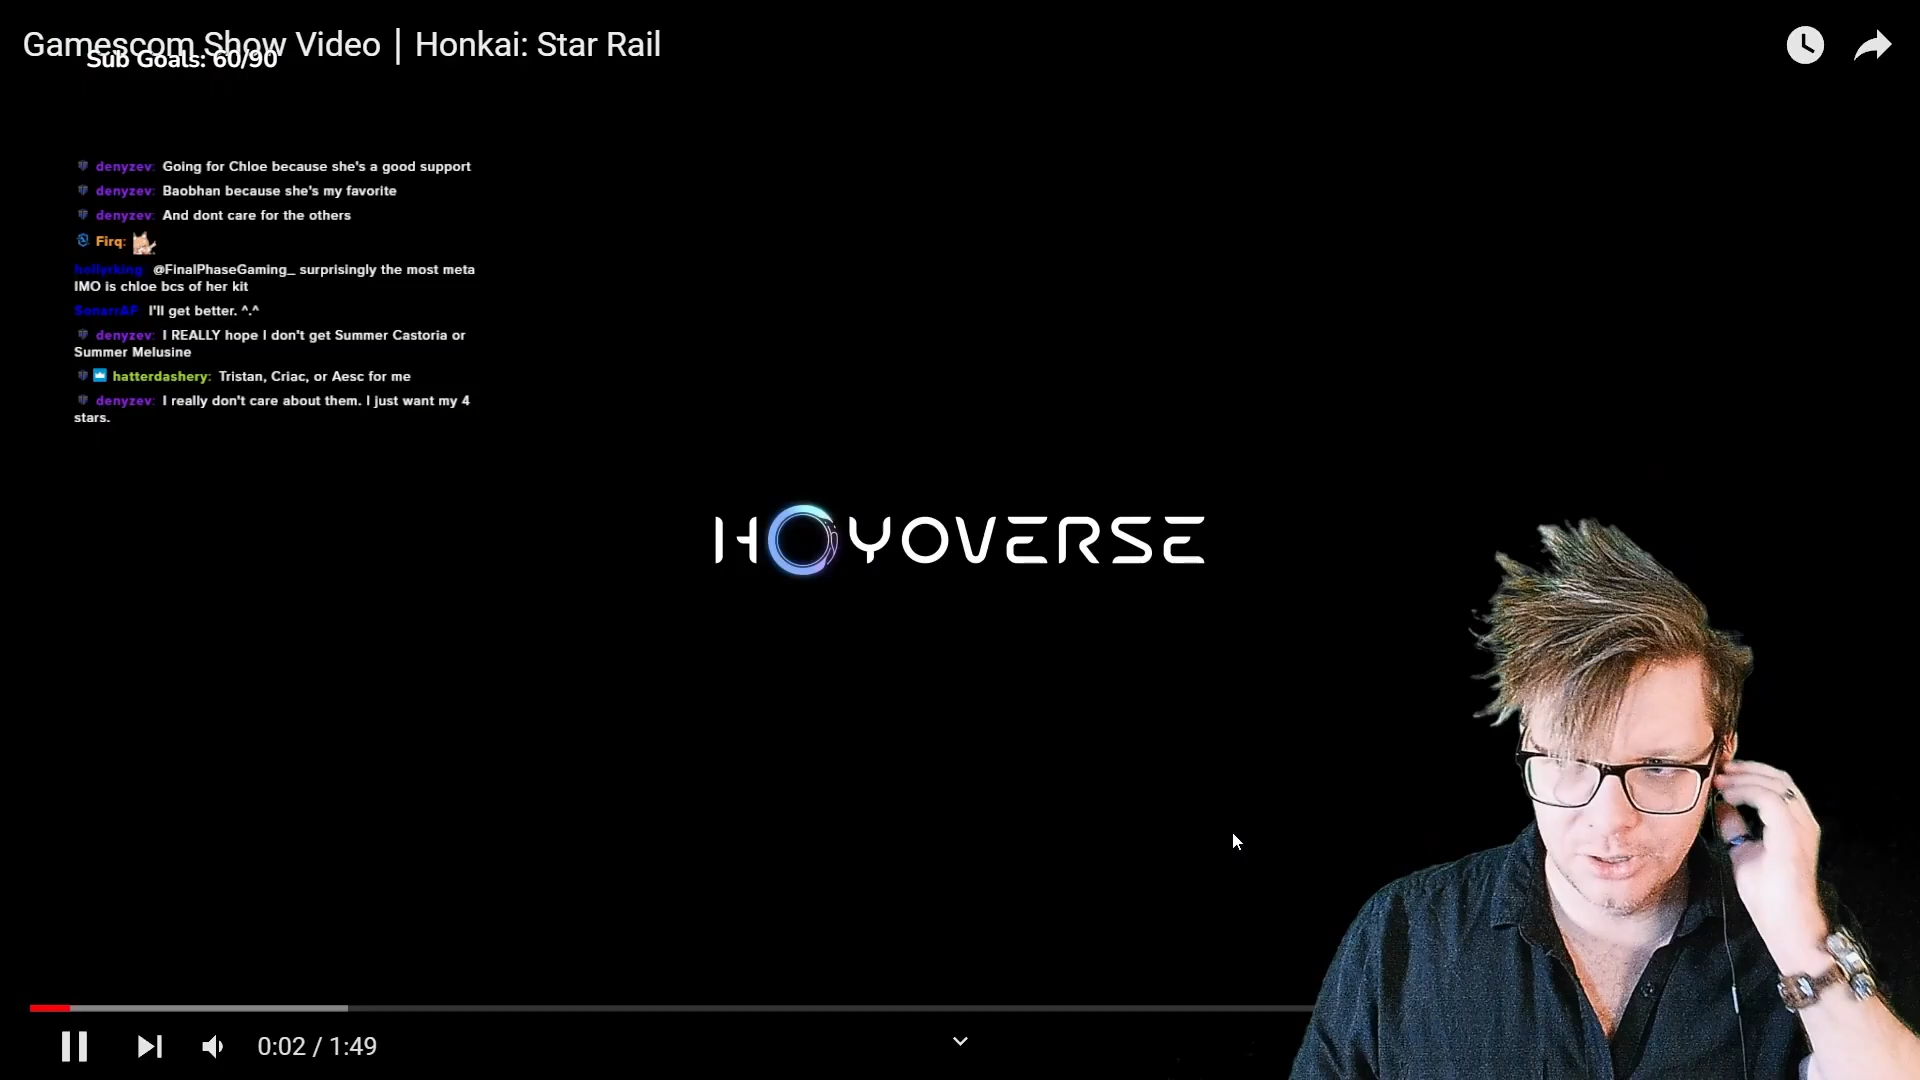 Gamescom Show Video | Honkai: Star Rail
Sub Goals: 60/90
denyzev: Going for Chloe because she's a good support
denyzev: Baobhan because she's my favorite
denyzev: And dont care for the others
Firq:
hollyrking @FinalPhaseGaming_ surprisingly the most meta
IMO is chloe bcs of her kit
SonarrAF I'll get better. ^.^
denyzev: I REALLY hope I don't get Summer Castoria or
Summer Melusine
hatterdashery: Tristan, Criac, or Aesc for me
denyzev: I really don't care about them. I just want my 4
stars.
HOYOVERSE
0:02 / 1:49